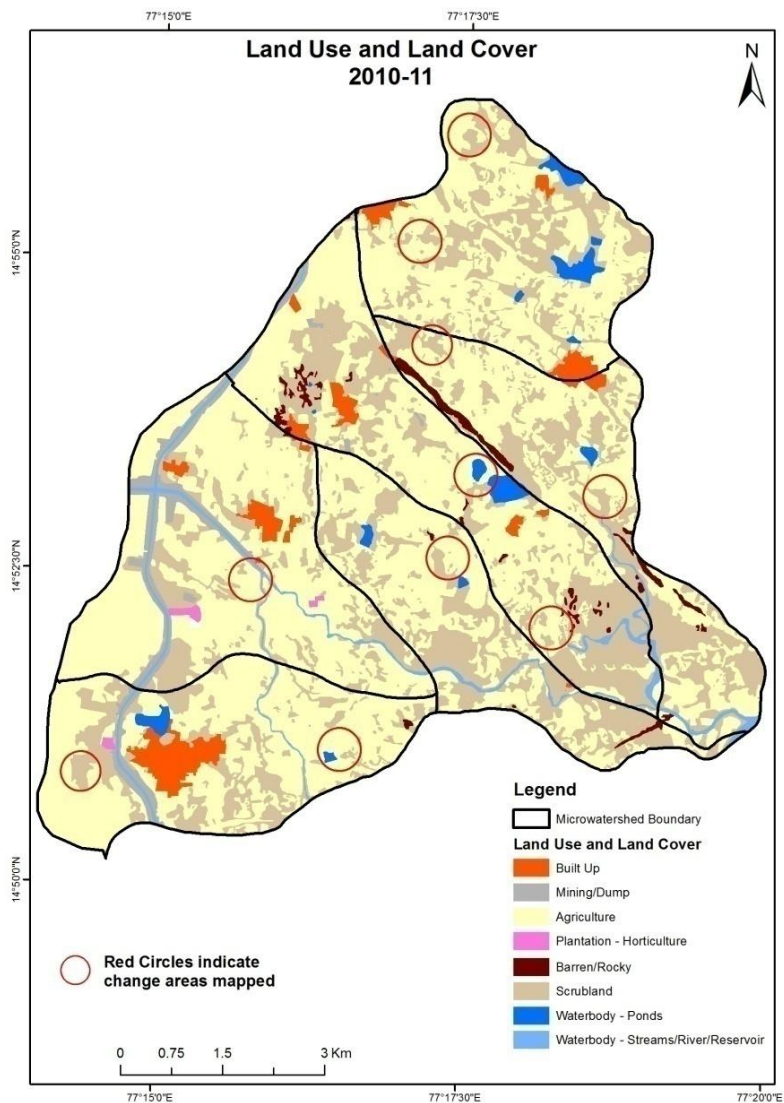 77°15'0"E
77°17'30"E
Land Use and Land Cover
2010-11
N
14°55'0"N
14°52'30"N
14°50'0"N
Legend
Microwatershed Boundary
Land Use and Land Cover
Built Up
Mining/Dump
Agriculture
Plantation - Horticulture
Barren/Rocky
Scrubland
Waterbody - Ponds
Waterbody - Streams/River/Reservoir
Red Circles indicate
change areas mapped
0 0.75 1.5 3 Km
77°15'0"E
77°17'30"E
77°20'0"E